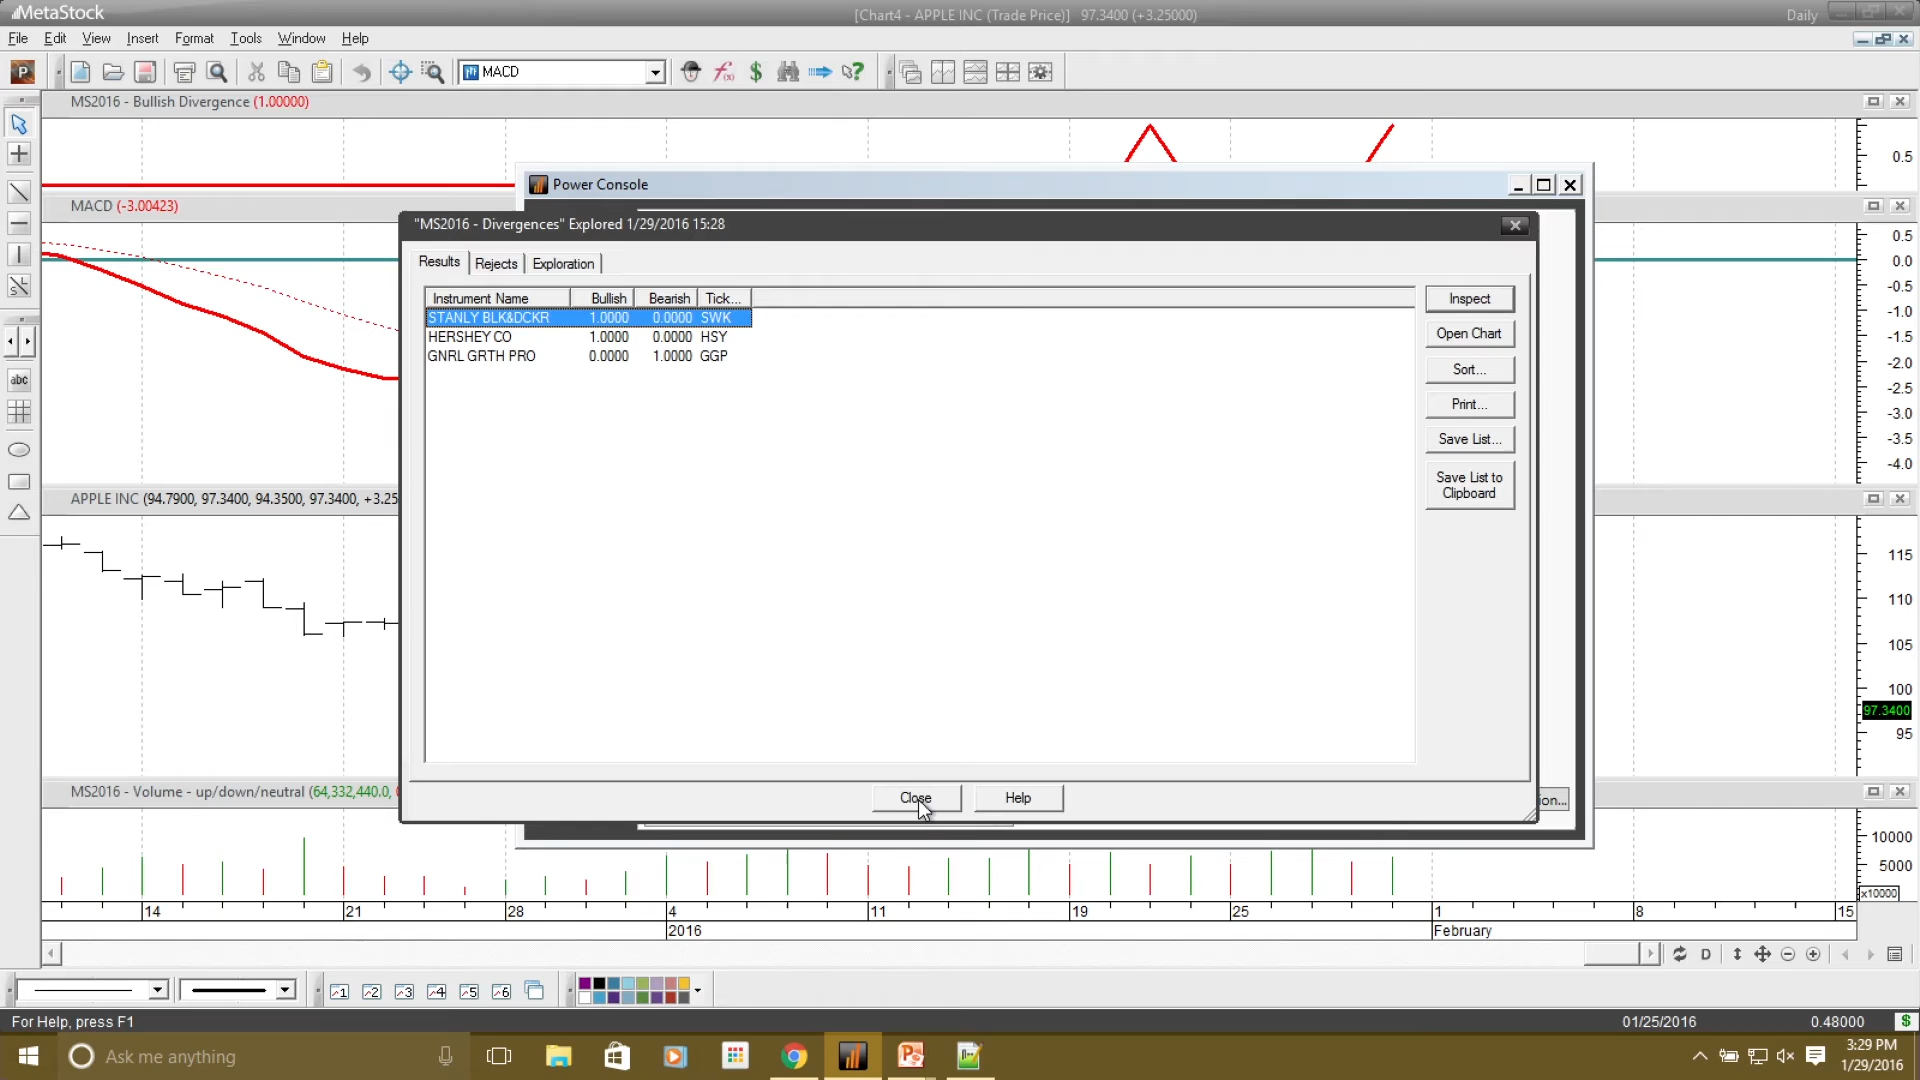 MetaStock
[Chart4 - APPLE INC (Trade Price)]   97.3400 (+3.25000)
Daily
File Edit View Insert Format Tools Window Help
MACD
MS2016 - Bullish Divergence (1.00000)
0.5
Power Console
MACD (-3.00423)
"MS2016 - Divergences" Explored 1/29/2016 15:28
Results Rejects Exploration
Instrument Name Bullish Bearish Tick...
STANLY BLK&DCKR 1.0000 0.0000 SWK
HERSHEY CO 1.0000 0.0000 HSY
GNRL GRTH PRO 0.0000 1.0000 GGP
Inspect
Open Chart
Sort...
Print...
Save List...
Save List to
Clipboard
Close
Help
ion...
0.5
0.0
-0.5
-1.0
-1.5
-2.0
-2.5
-3.0
-3.5
-4.0
abc
APPLE INC (94.7900, 97.3400, 94.3500, 97.3400, +3.25
115
110
105
100
97.3400
95
MS2016 - Volume - up/down/neutral (64,332,440.0,
10000
5000
x10000
14 21 28 4 11 19 25 1 8 15
2016 February
D
1 2 3 4 5 6
For Help, press F1
01/25/2016
0.48000
$
Ask me anything
3:29 PM
1/29/2016